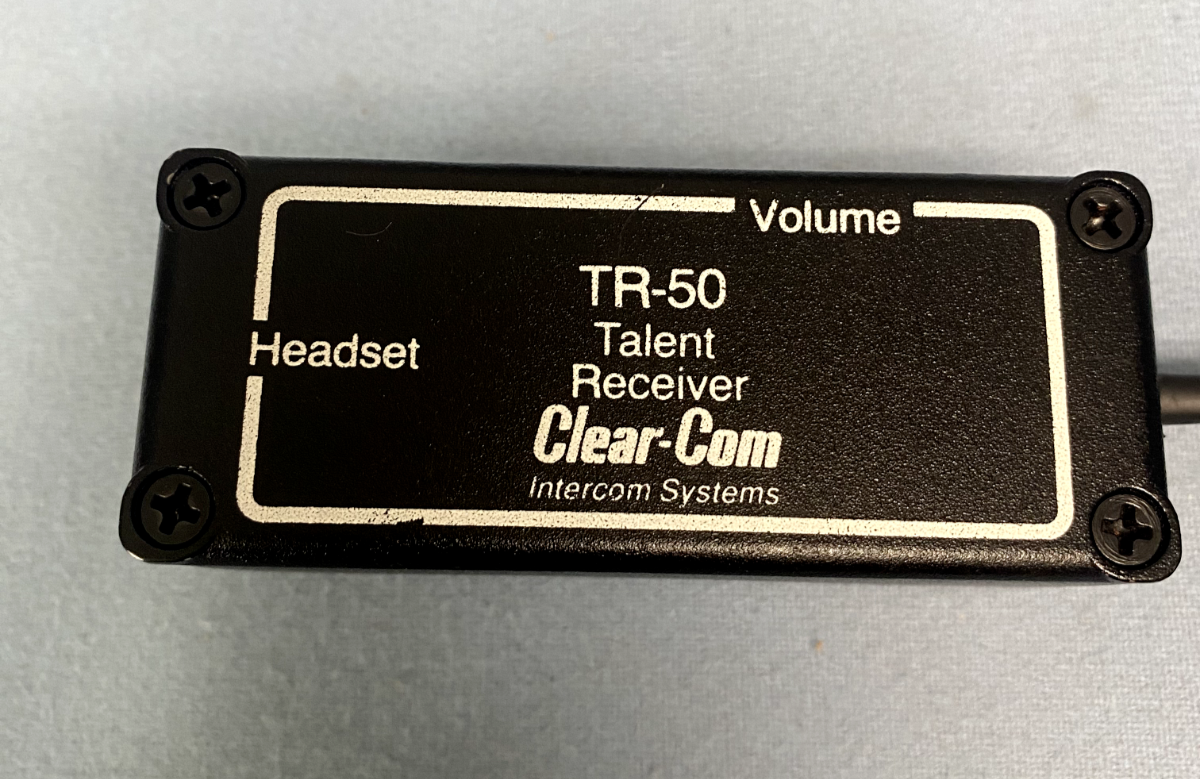 Volume
TR-50
Talent
Receiver
Headset
Clear-Com
Intercom Systems